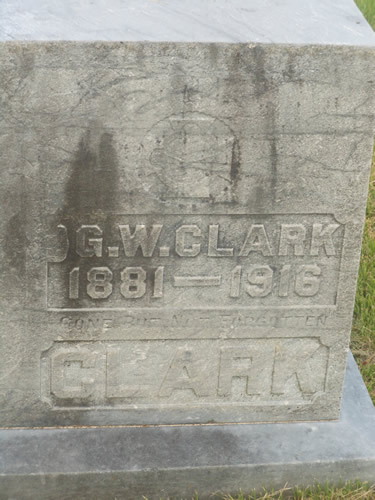 G.W. CLARK
1881 — 1916
GONE BUT NOT FORGOTTEN
CLARK